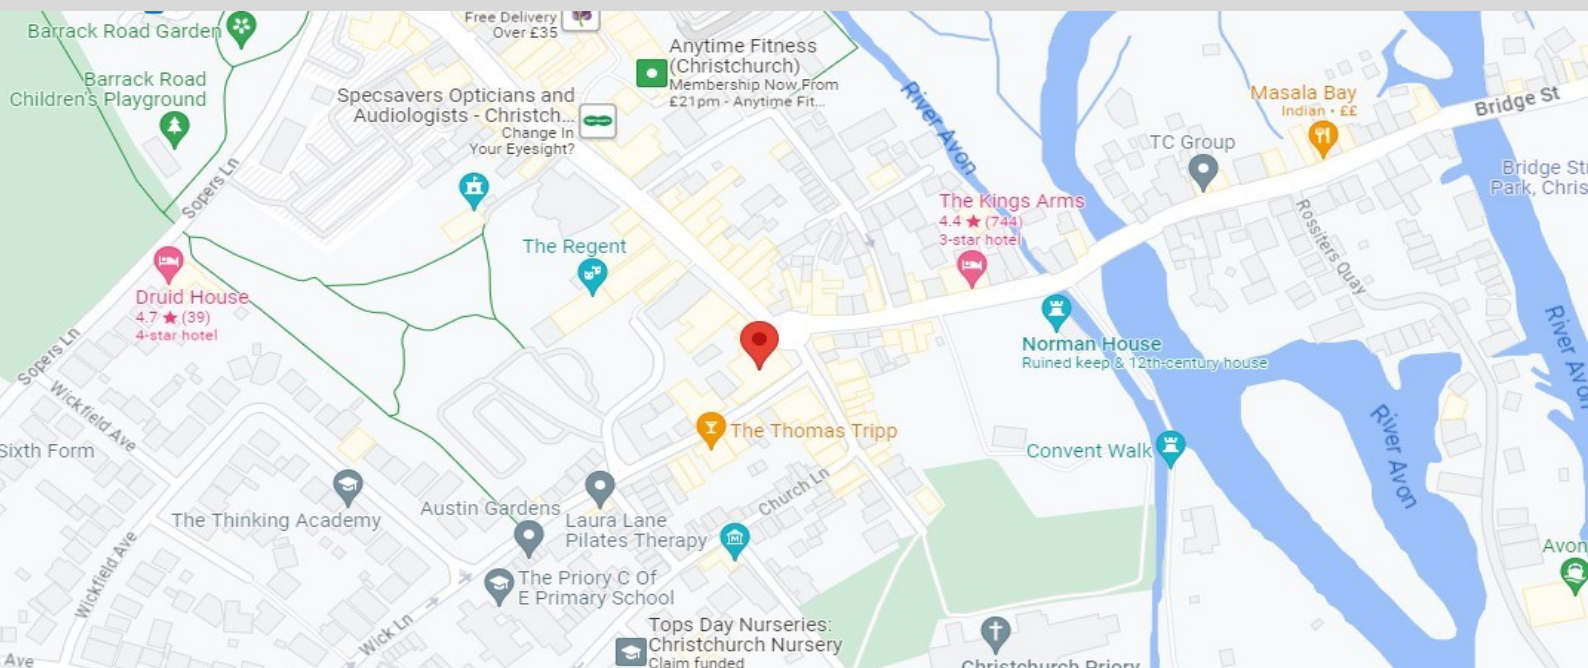 Free Delivery
Over £35
Barrack Road Garden
Anytime Fitness
(Christchurch)
Membership Now From
£21pm - Anytime Fit...
Barrack Road
Children's Playground
Specsavers Opticians and
Audiologists - Christch...
Change In
Your Eyesight?
River Avon
Masala Bay
Indian · ££
Bridge St
TC Group
Bridge Str
Park, Chris
Sopers Ln
The Kings Arms
4.4 ★ (744)
3-star hotel
Rossiters Quay
The Regent
Druid House
4.7 ★ (39)
4-star hotel
Norman House
Ruined keep & 12th-century house
River Avon
Sopers Ln
Wickfield Ave
The Thomas Tripp
River Avon
Sixth Form
Convent Walk
Church Ln
Austin Gardens
The Thinking Academy
Laura Lane
Pilates Therapy
Wickfield Ave
Avon
The Priory C Of
E Primary School
Wick Ln
Tops Day Nurseries:
Christchurch Nursery
Claim funded
Christchurch Priory
Ave